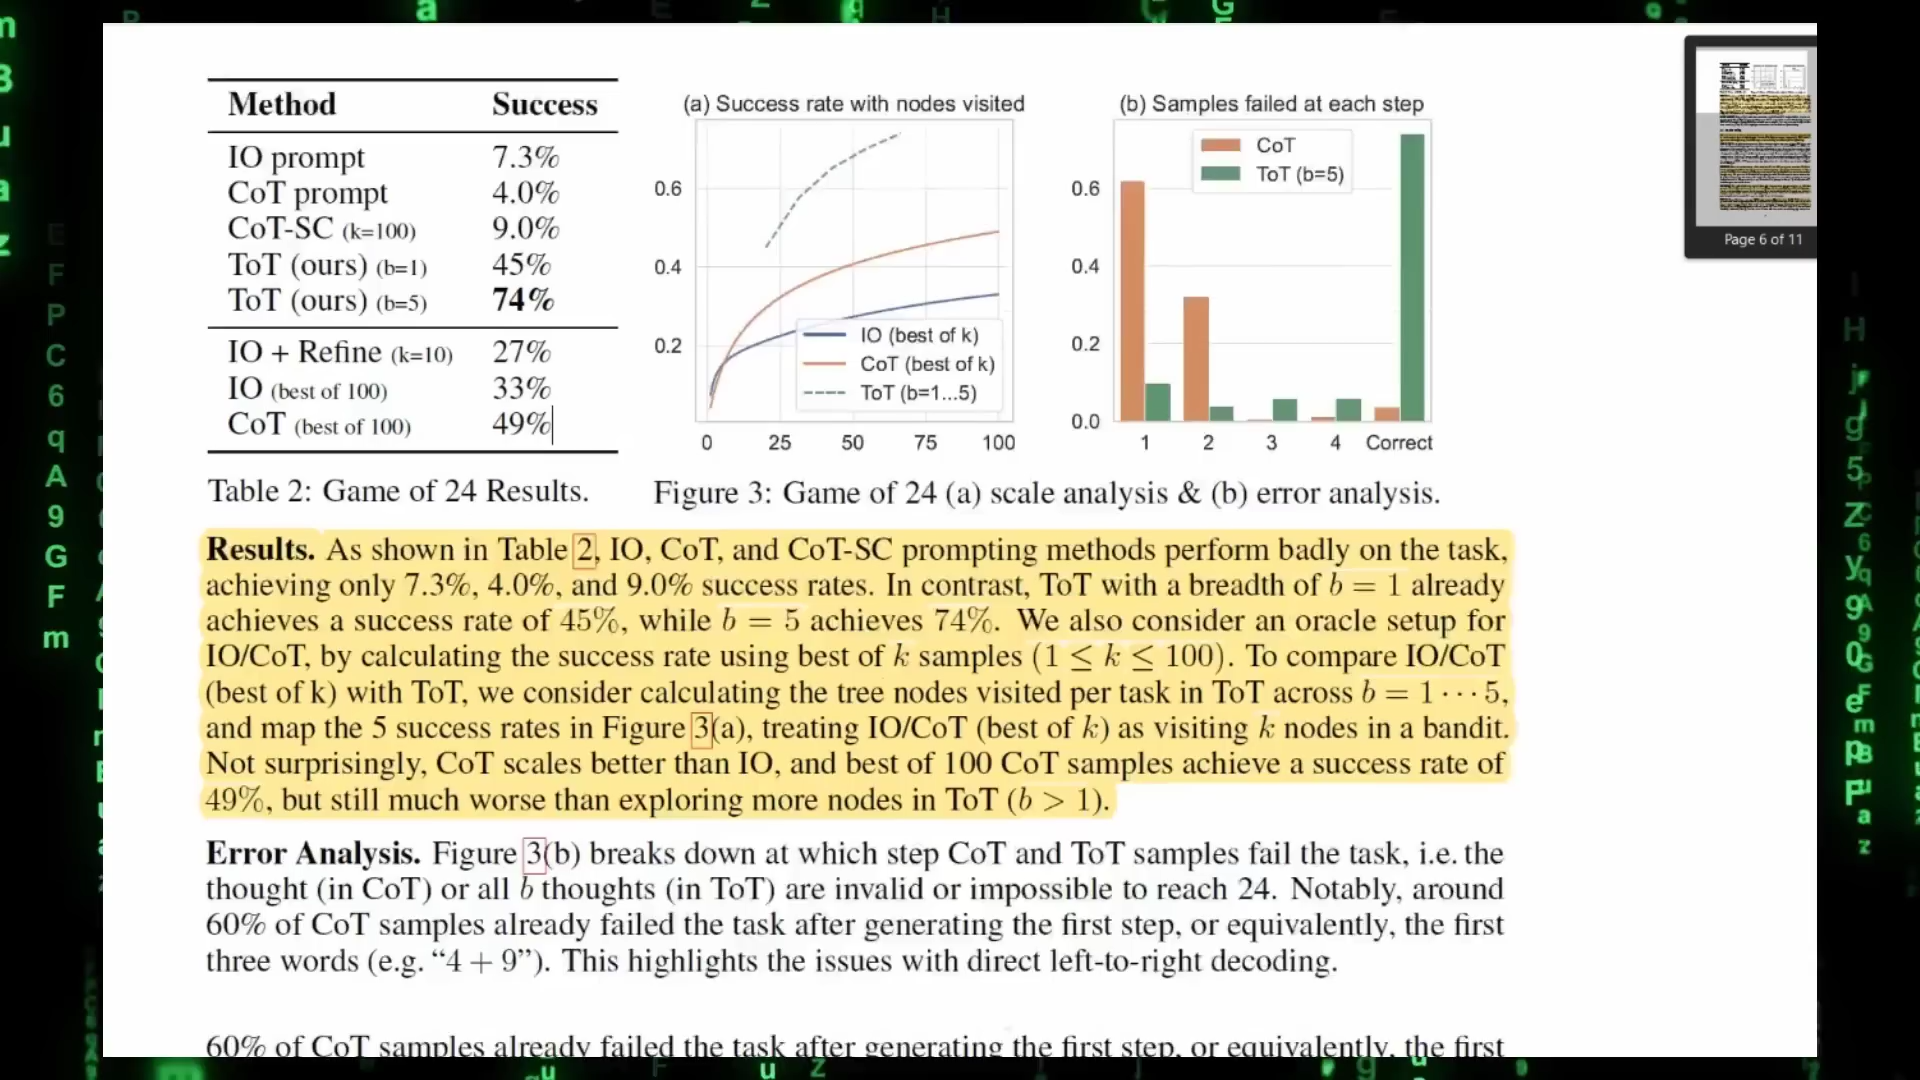 Method Success
IO prompt 7.3%
CoT prompt 4.0%
CoT-SC (k=100) 9.0%
ToT (ours) (b=1) 45%
ToT (ours) (b=5) 74%
IO + Refine (k=10) 27%
IO (best of 100) 33%
CoT (best of 100) 49%
Table 2: Game of 24 Results.
(a) Success rate with nodes visited
0.6
0.4
0.2
IO (best of k)
CoT (best of k)
ToT (b=1...5)
0 25 50 75 100
(b) Samples failed at each step
CoT
ToT (b=5)
0.6
0.4
0.2
0.0
1 2 3 4 Correct
Figure 3: Game of 24 (a) scale analysis & (b) error analysis.
Page 6 of 11
Results. As shown in Table 2, IO, CoT, and CoT-SC prompting methods perform badly on the task,
achieving only 7.3%, 4.0%, and 9.0% success rates. In contrast, ToT with a breadth of b = 1 already
achieves a success rate of 45%, while b = 5 achieves 74%. We also consider an oracle setup for
IO/CoT, by calculating the success rate using best of k samples (1 ≤ k ≤ 100). To compare IO/CoT
(best of k) with ToT, we consider calculating the tree nodes visited per task in ToT across b = 1 ⋯ 5,
and map the 5 success rates in Figure 3(a), treating IO/CoT (best of k) as visiting k nodes in a bandit.
Not surprisingly, CoT scales better than IO, and best of 100 CoT samples achieve a success rate of
49%, but still much worse than exploring more nodes in ToT (b > 1).
Error Analysis. Figure 3(b) breaks down at which step CoT and ToT samples fail the task, i.e. the
thought (in CoT) or all b thoughts (in ToT) are invalid or impossible to reach 24. Notably, around
60% of CoT samples already failed the task after generating the first step, or equivalently, the first
three words (e.g. “4 + 9”). This highlights the issues with direct left-to-right decoding.
60% of CoT samples already failed the task after generating the first step, or equivalently, the first